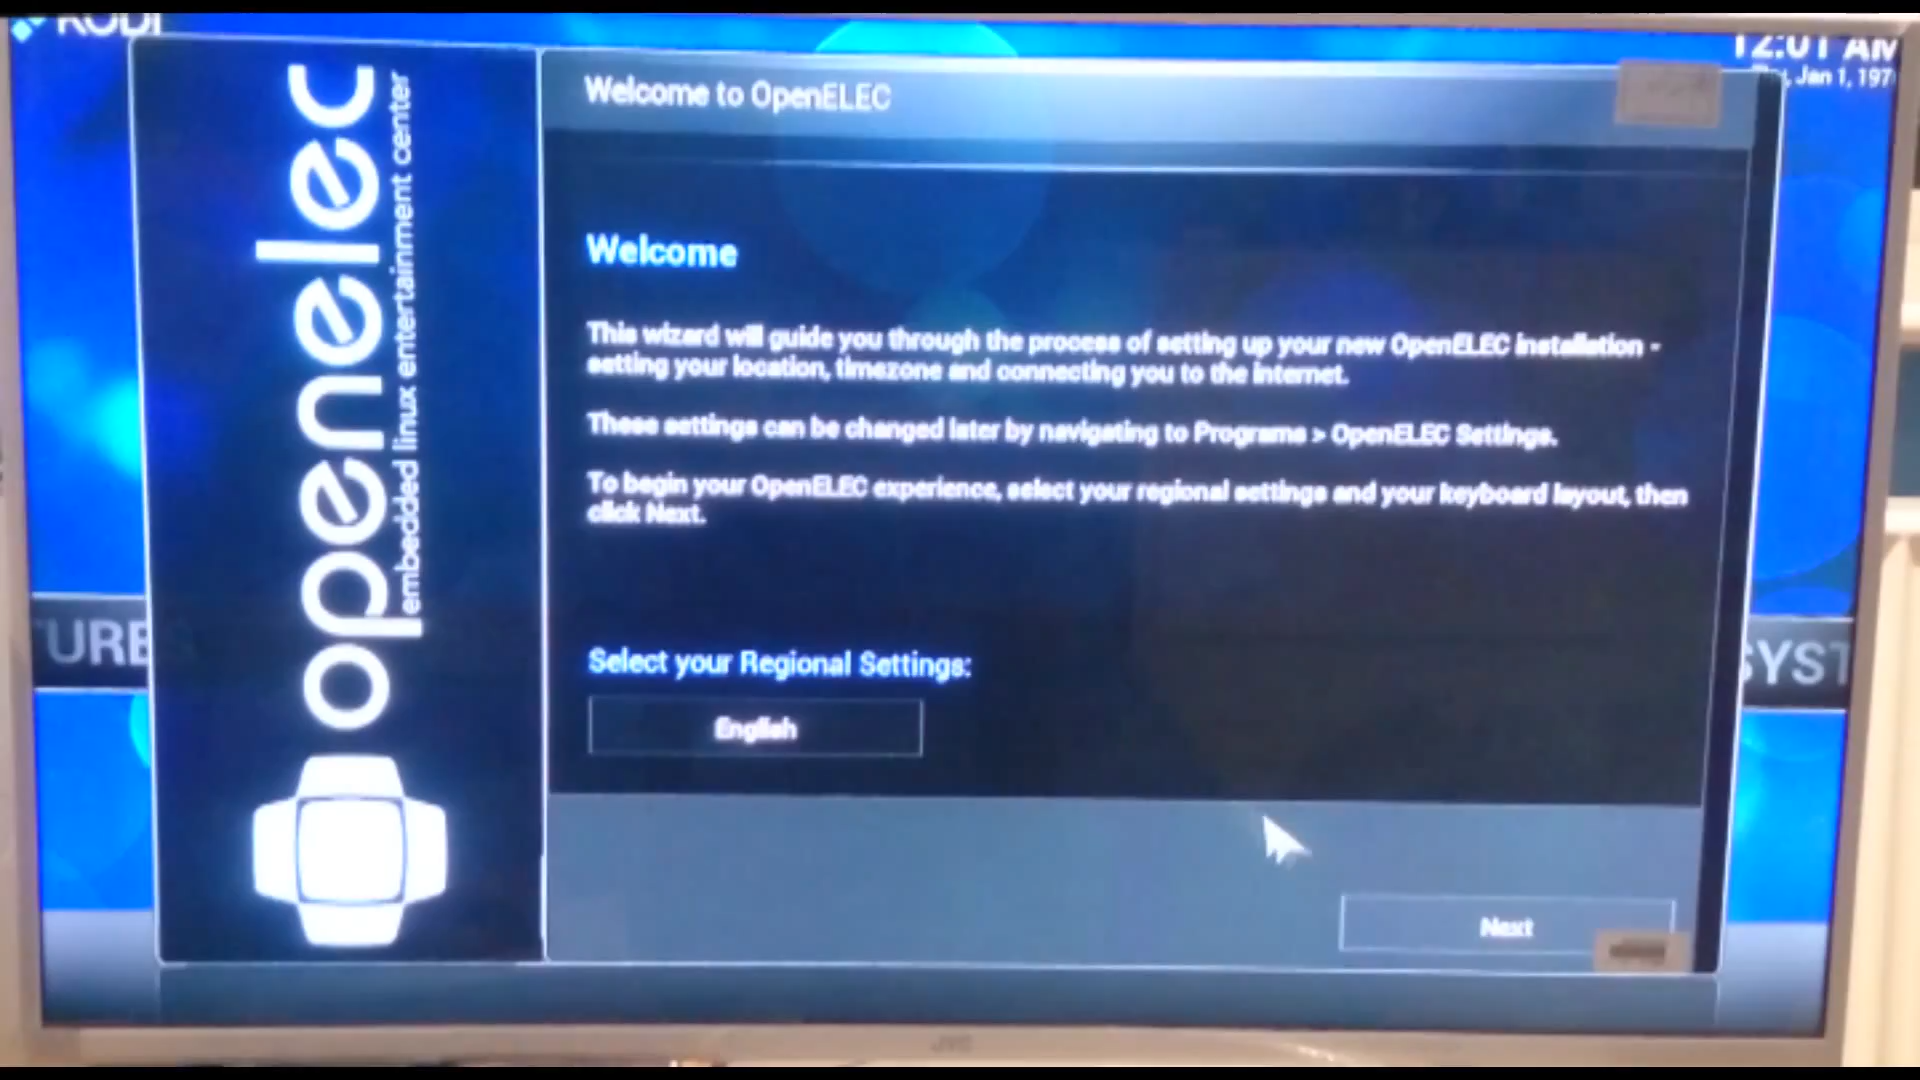 KODI
12:01 AM
Jan 1, 197
openelec
embedded linux entertainment center
Welcome to OpenELEC
Welcome
This wizard will guide you through the process of setting up your new OpenELEC installation -
setting your location, timezone and connecting you to the internet.
These settings can be changed later by navigating to Programs > OpenELEC Settings.
To begin your OpenELEC experience, select your regional settings and your keyboard layout, then
click Next.
TURES
SYST
Select your Regional Settings:
English
Next
JVC